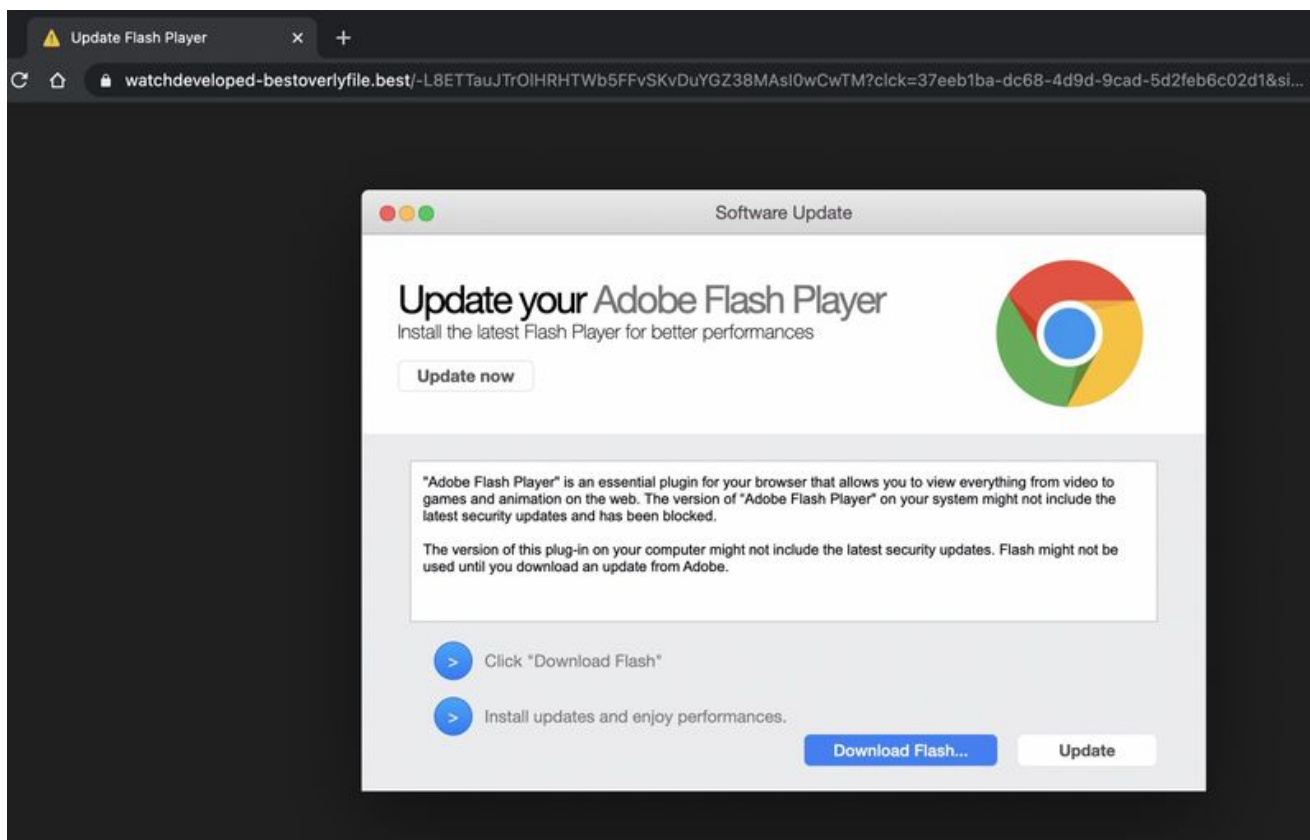 Update Flash Player
watchdeveloped-bestoverlyfile.best/-L8ETTauJTrOlHRHTWb5FFvSKvDuYGZ38MAsI0wCwTM?clck=37eeb1ba-dc68-4d9d-9cad-5d2feb6c02d1&si...
Software Update
Update your Adobe Flash Player
Install the latest Flash Player for better performances
Update now
"Adobe Flash Player" is an essential plugin for your browser that allows you to view everything from video to
games and animation on the web. The version of "Adobe Flash Player" on your system might not include the
latest security updates and has been blocked.
The version of this plug-in on your computer might not include the latest security updates. Flash might not be
used until you download an update from Adobe.
> Click "Download Flash"
> Install updates and enjoy performances.
Download Flash... Update